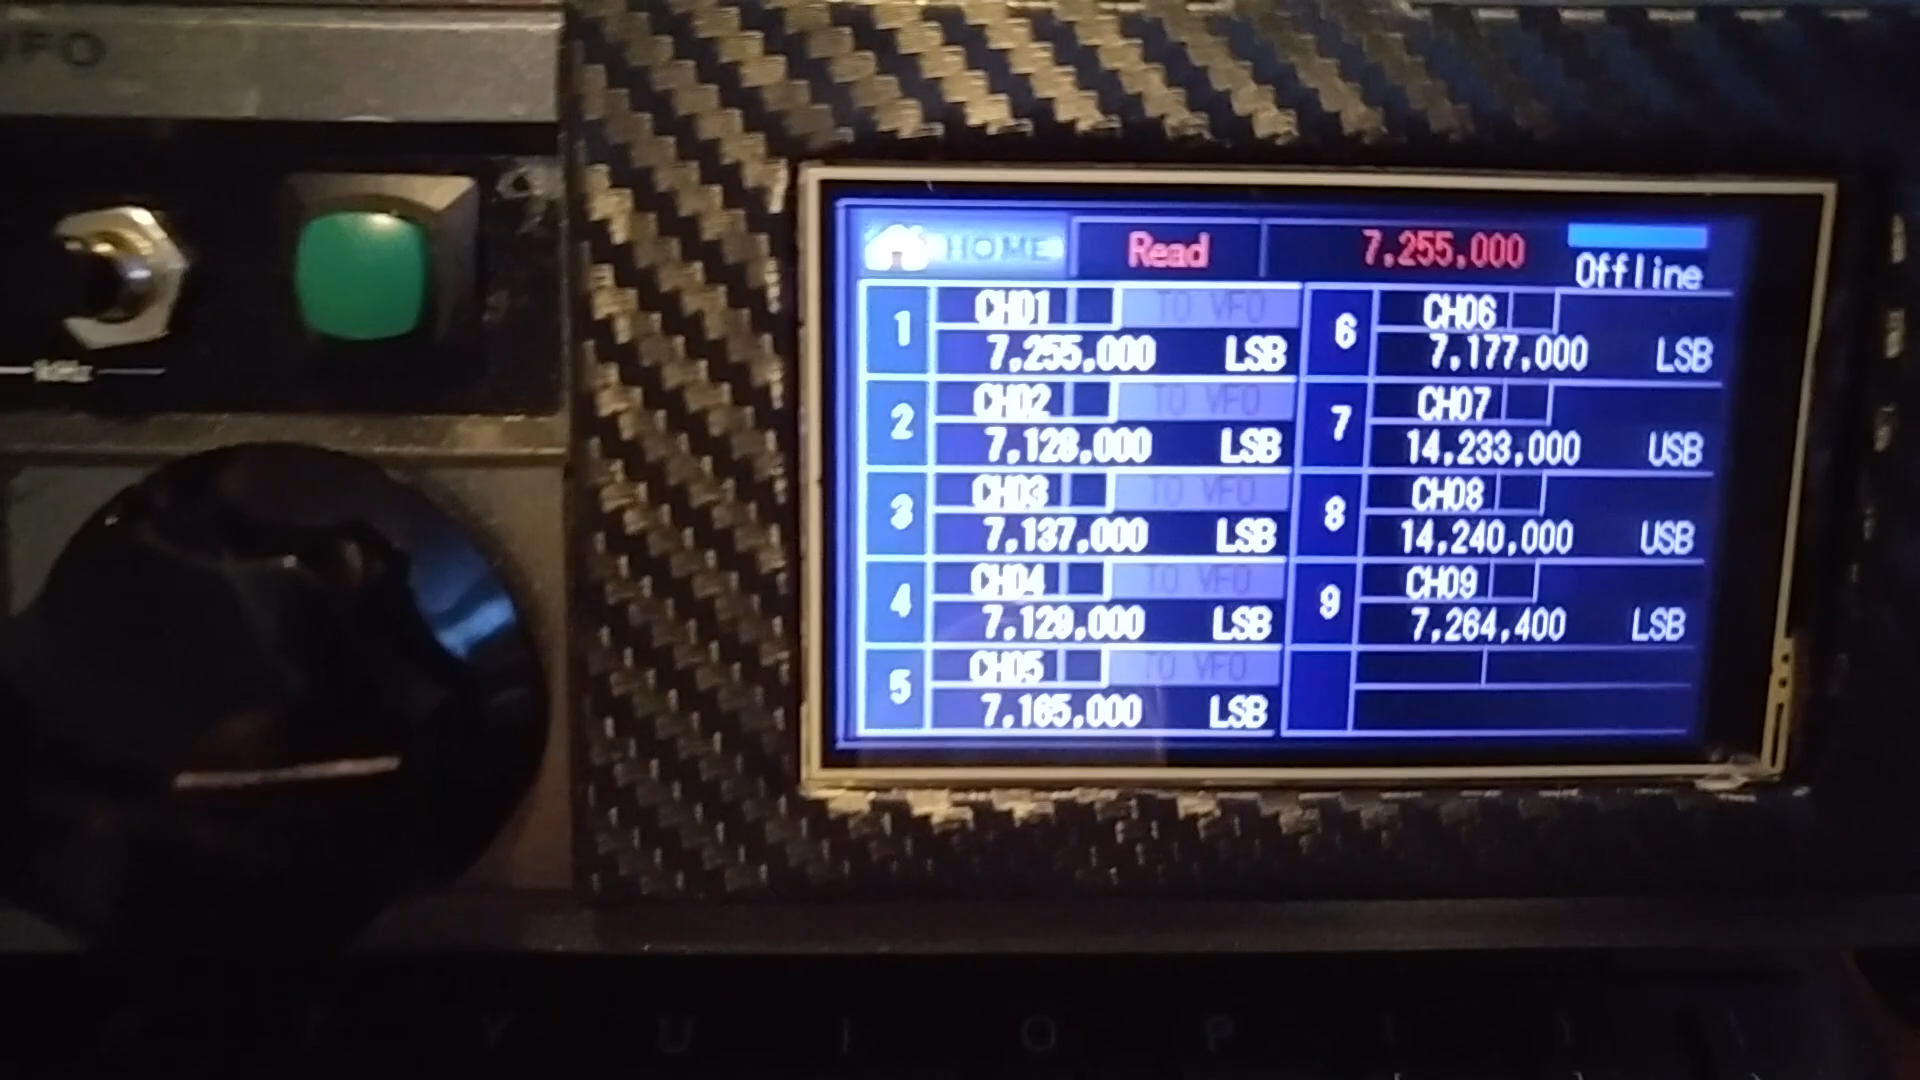 VFO
kHz
HOME Read 7,255,000 Offline
1 CH01 TO VFO
7,255,000 LSB
2 CH02 TO VFO
7,128,000 LSB
3 CH03 TO VFO
7,137,000 LSB
4 CH04 TO VFO
7,129,000 LSB
5 CH05 TO VFO
7,165,000 LSB
6 CH06
7,177,000 LSB
7 CH07
14,233,000 USB
8 CH08
14,240,000 USB
9 CH09
7,264,400 LSB
T Y U I O P